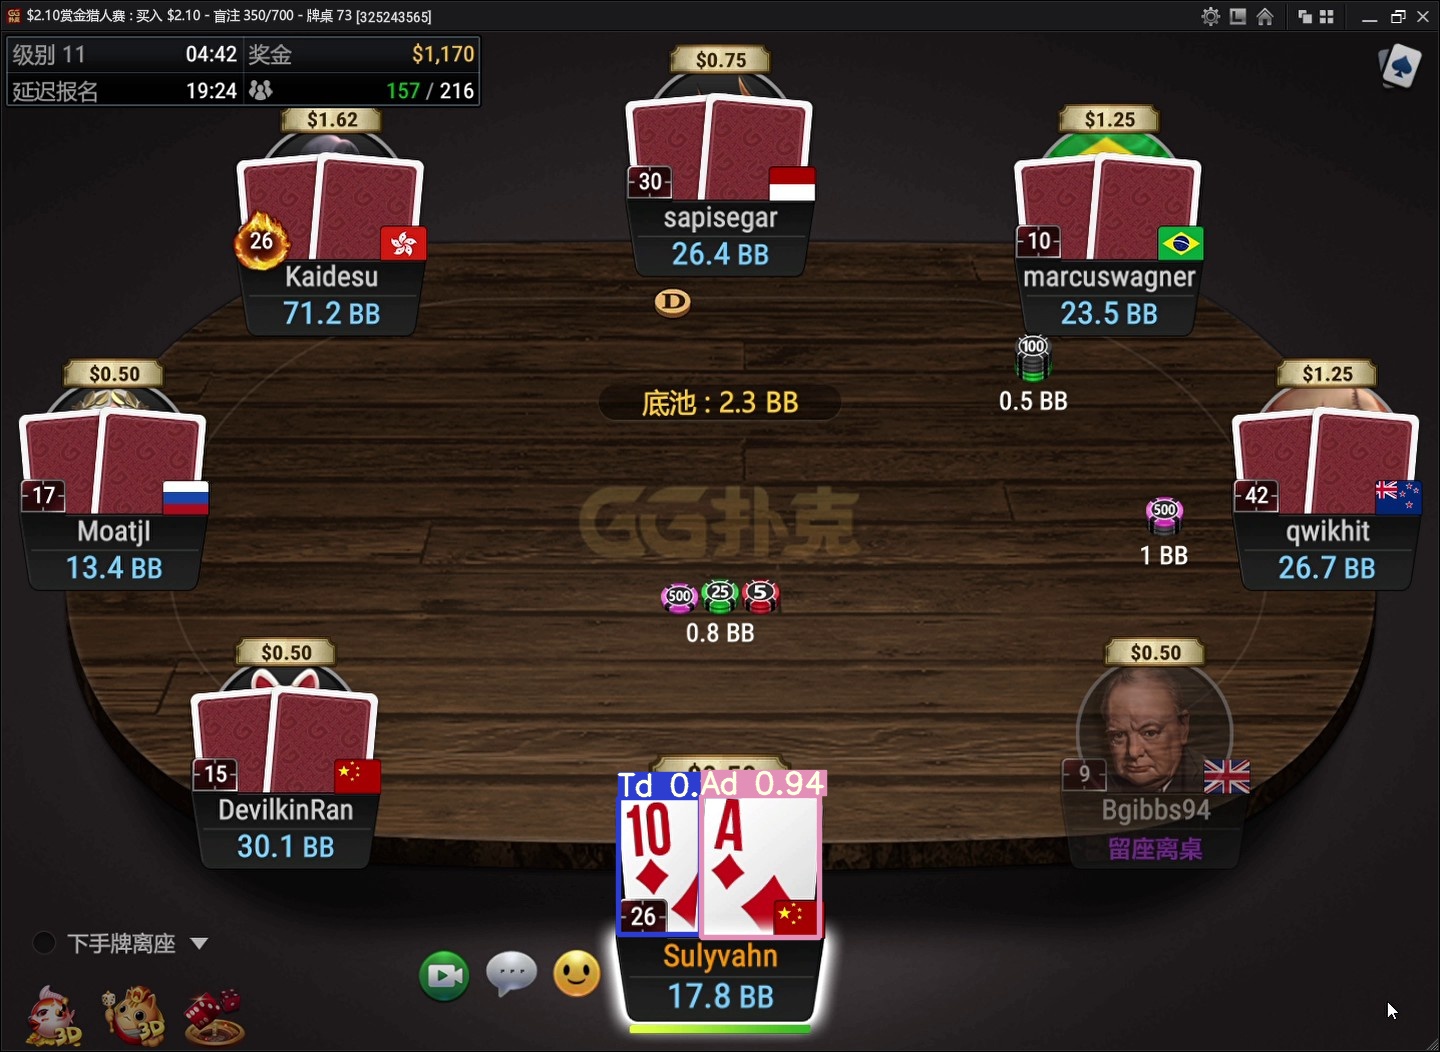 $2.10赏金猎人赛 : 买入 $2.10 - 盲注 350/700 - 牌桌 73 [325243565]
级别 11 04:42 奖金 $1,170
延迟报名 19:24 157 / 216
$0.75
30
sapisegar
26.4 BB
$1.62
26
Kaidesu
71.2 BB
$1.25
10
marcuswagner
23.5 BB
D
100
0.5 BB
底池 : 2.3 BB
$0.50
17
Moatjl
13.4 BB
$1.25
42
qwikhit
26.7 BB
GG扑克
500
1 BB
500 25 5
0.8 BB
$0.50
15
DevilkinRan
30.1 BB
$0.50
9
Bgibbs94
留座离桌
Td 0. Ad 0.94
10 A
26
Sulyvahn
17.8 BB
下手牌离座
3D 3D